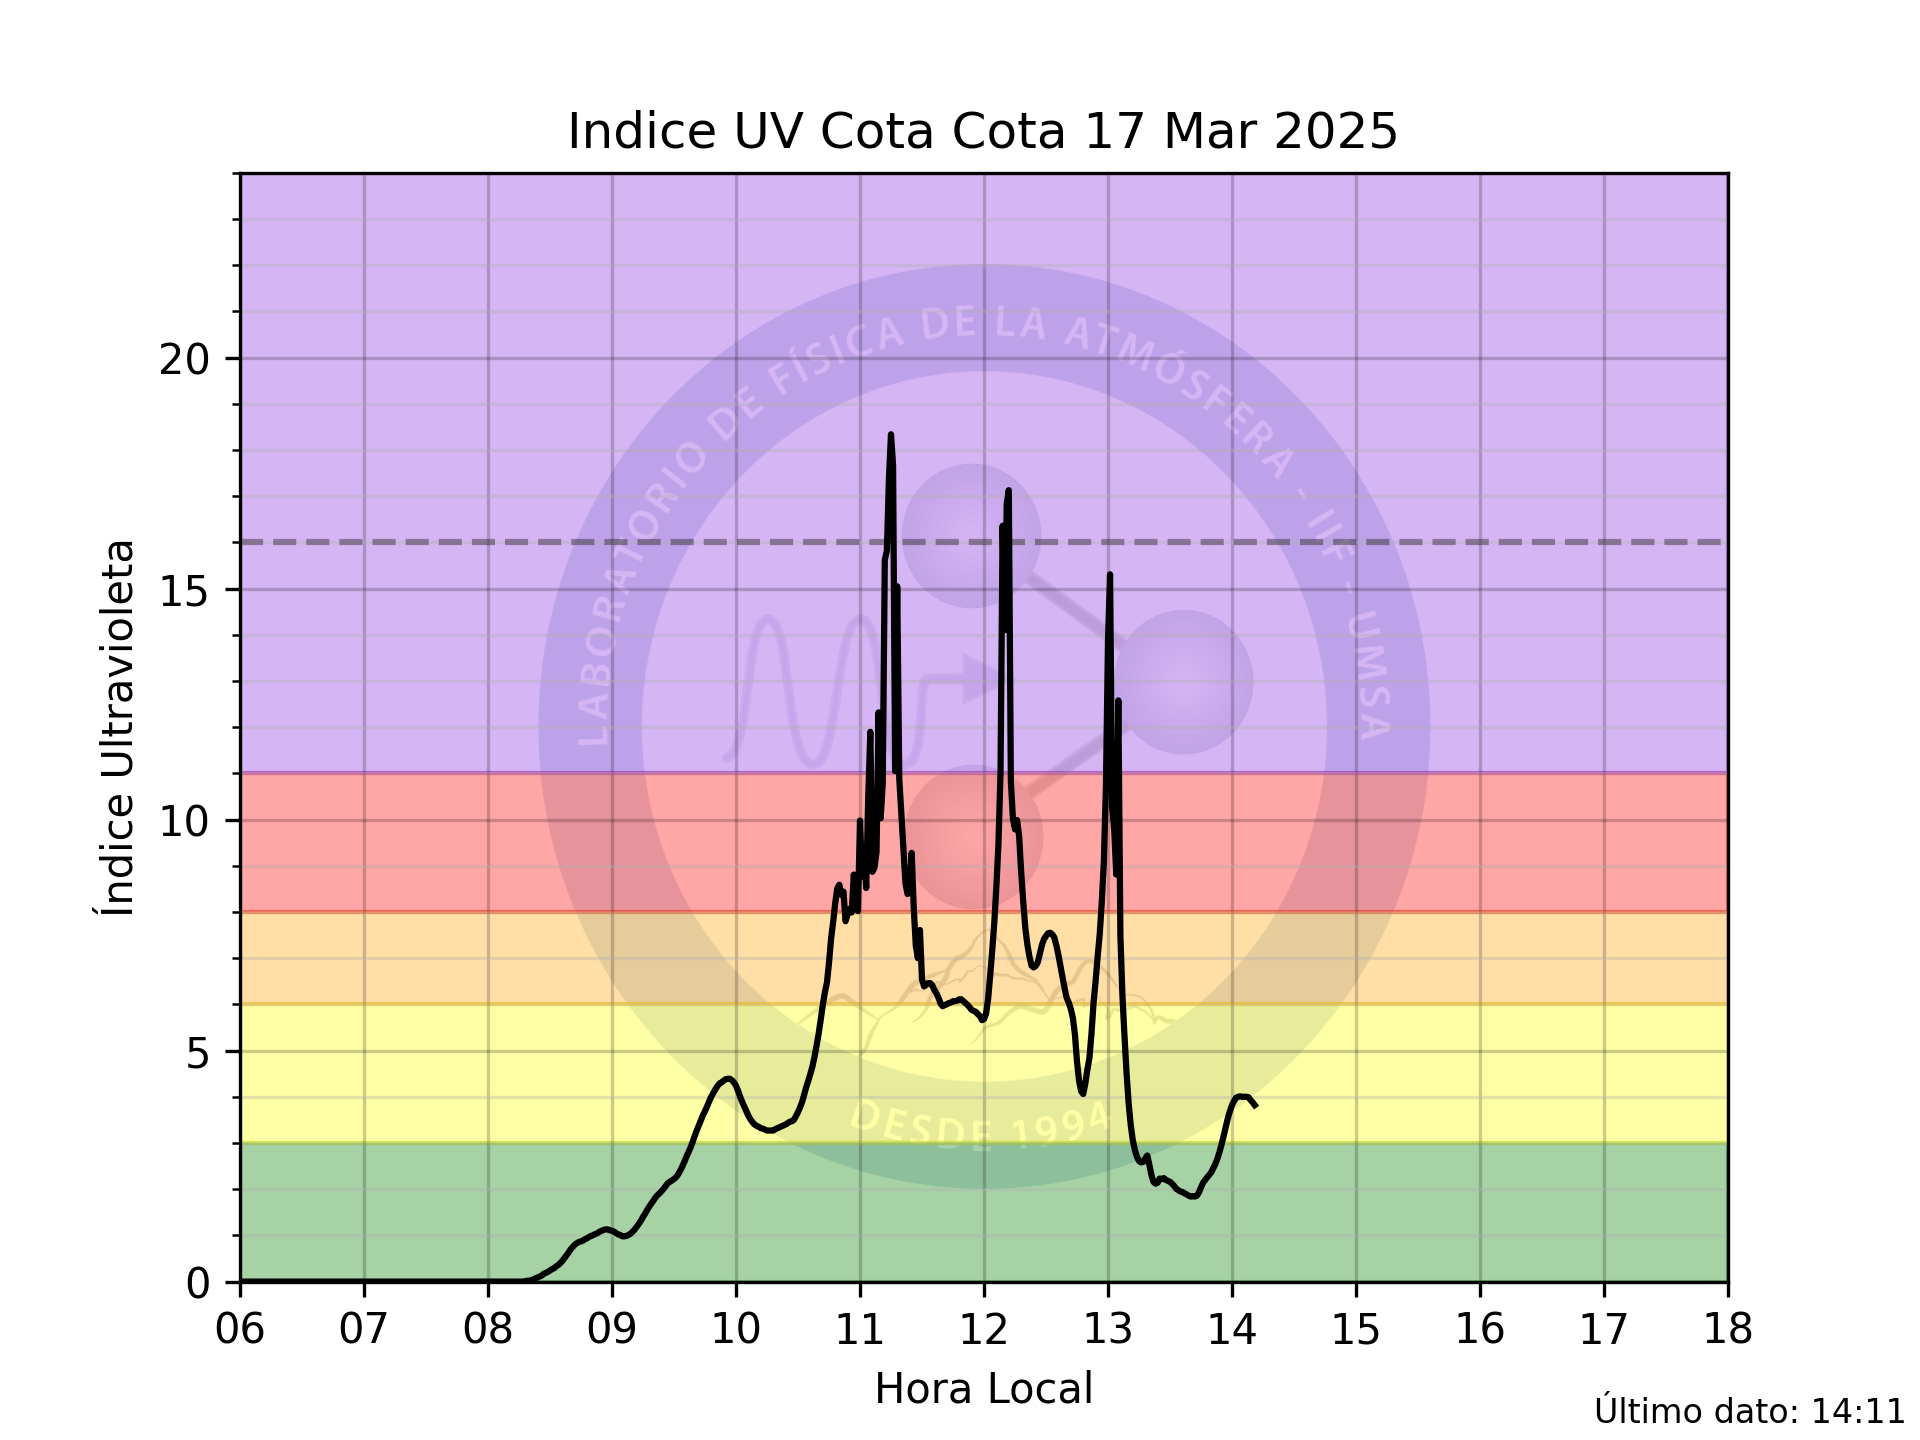 Indice UV Cota Cota 17 Mar 2025
Índice Ultravioleta
20
15
10
5
0
LABORATORIO DE FÍSICA DE LA ATMÓSFERA - IIF - UMSA
DESDE 1994
06 07 08 09 10 11 12 13 14 15 16 17 18
Hora Local
Último dato: 14:11